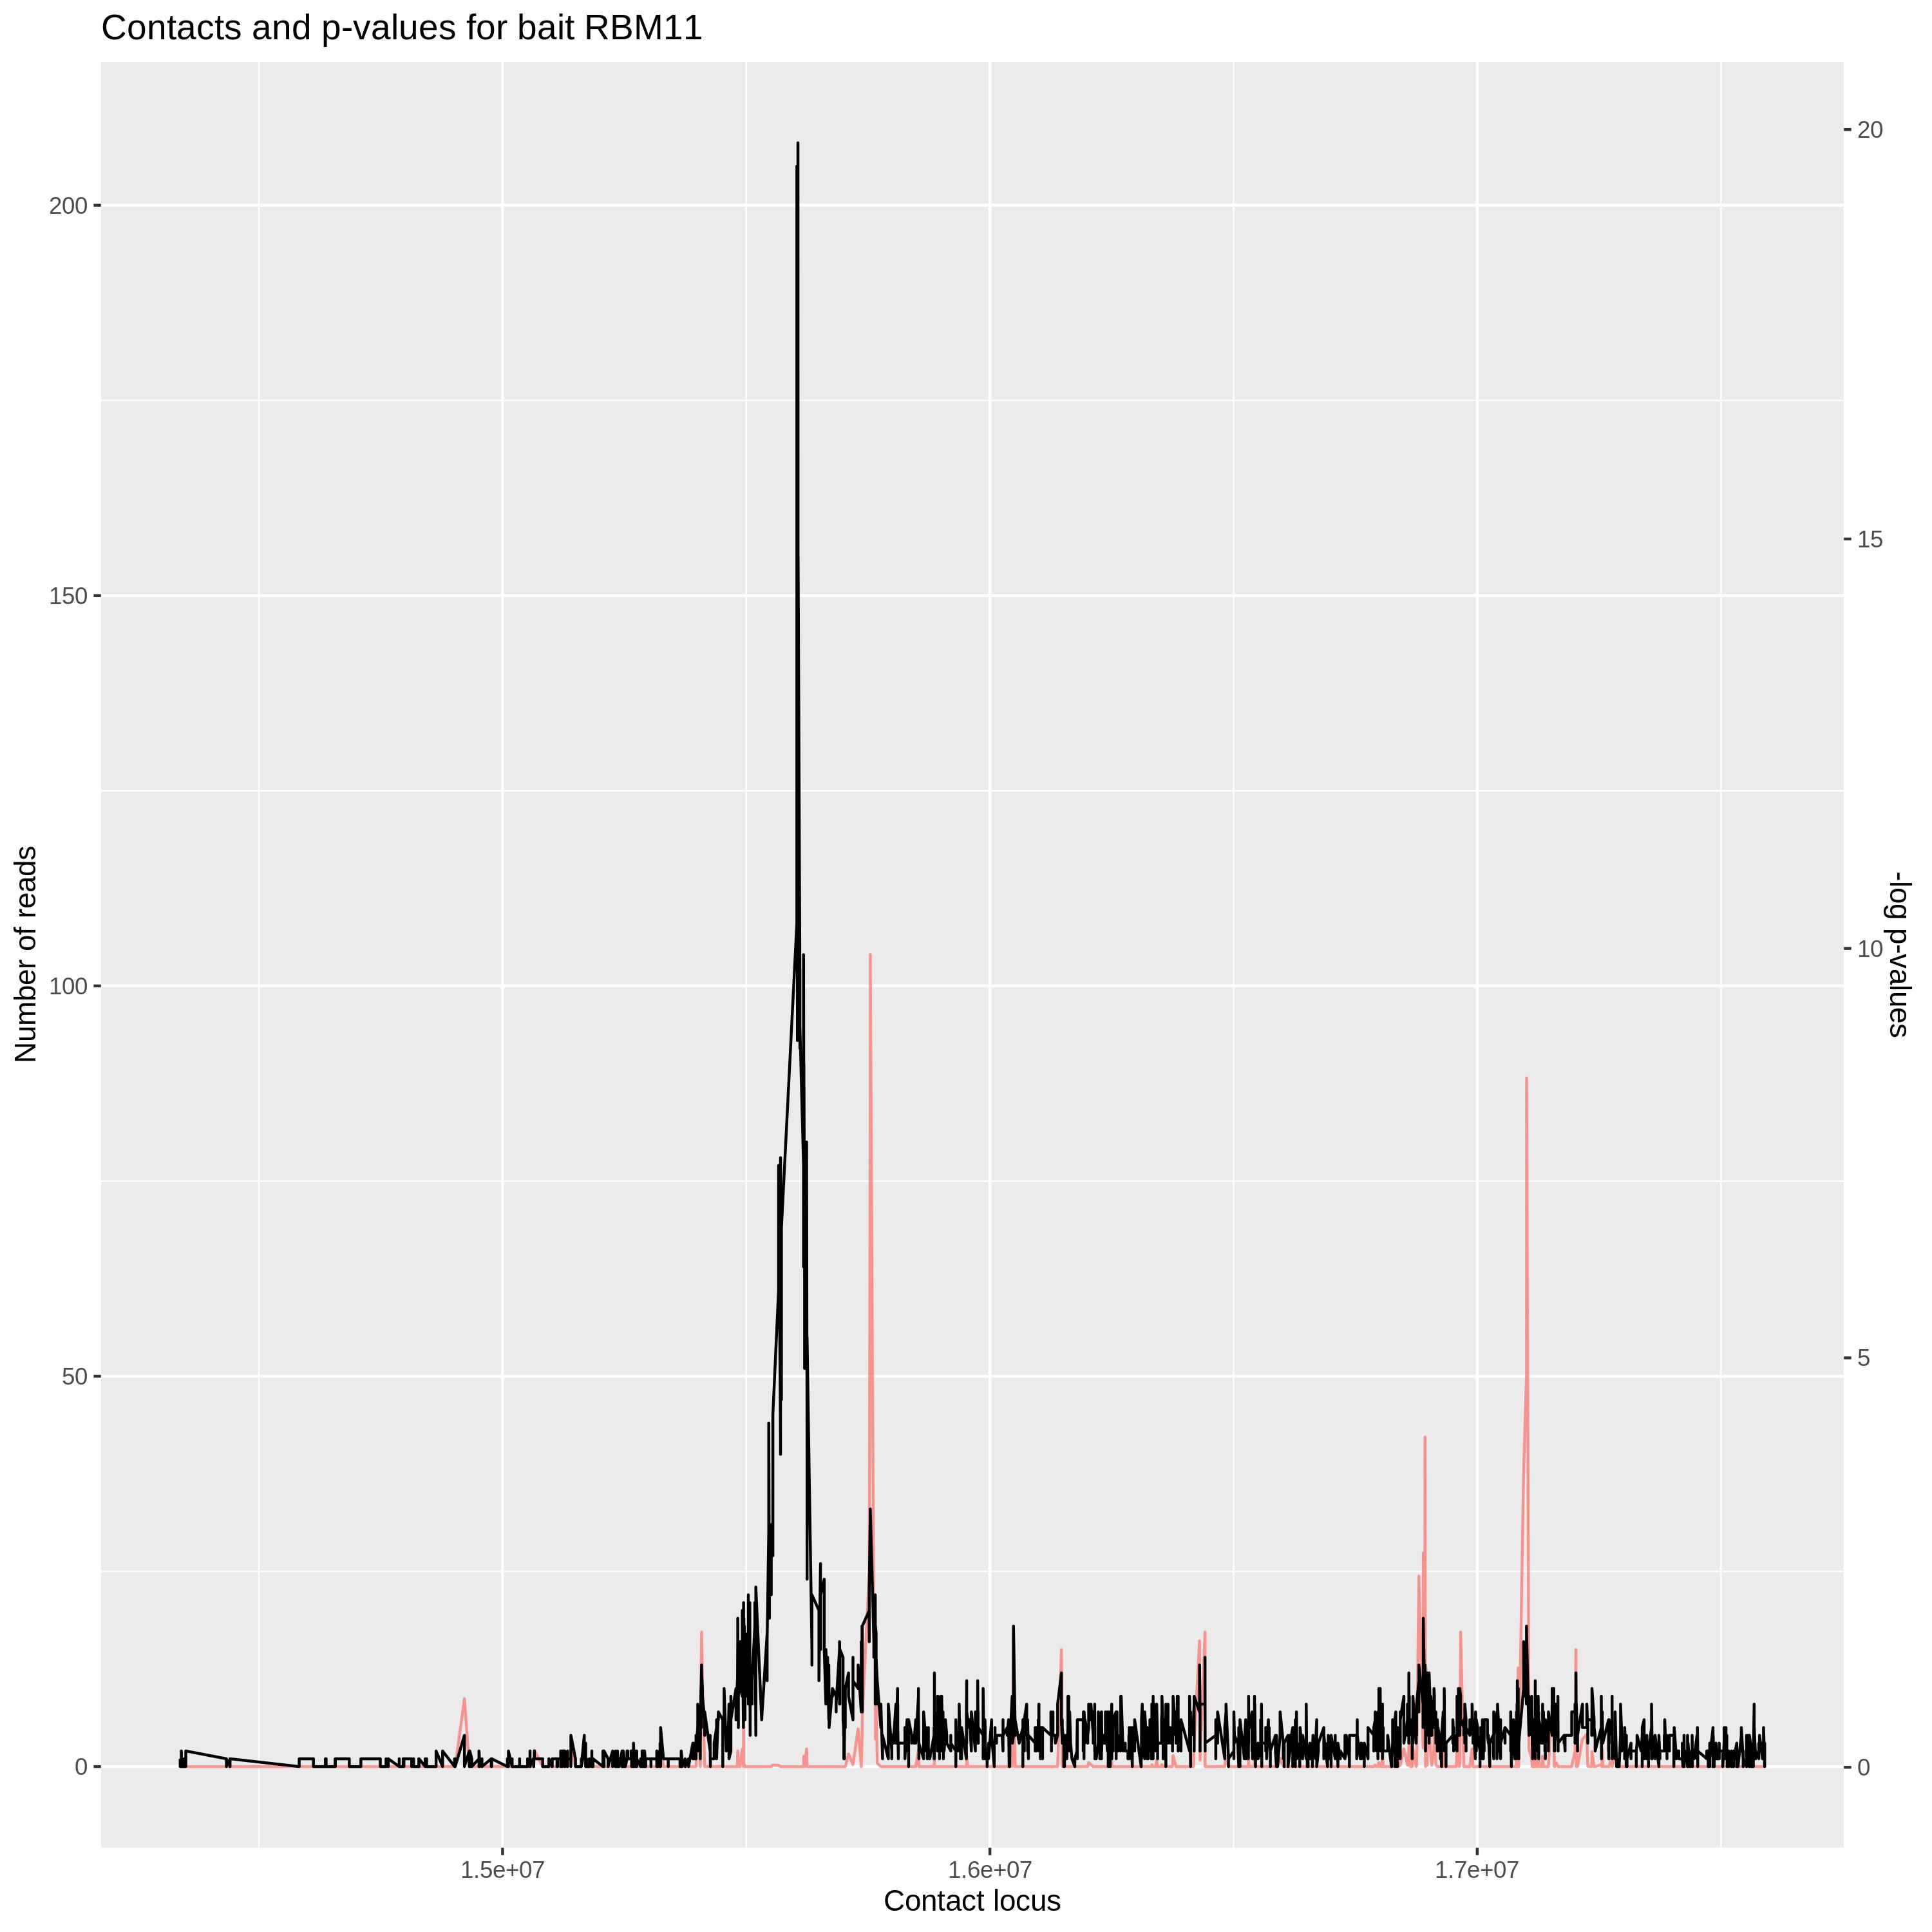 Contacts and p-values for bait RBM11
Number of reads
200
150
100
50
0
20
15
10
5
0
-log p-values
1.5e+07 1.6e+07 1.7e+07
Contact locus